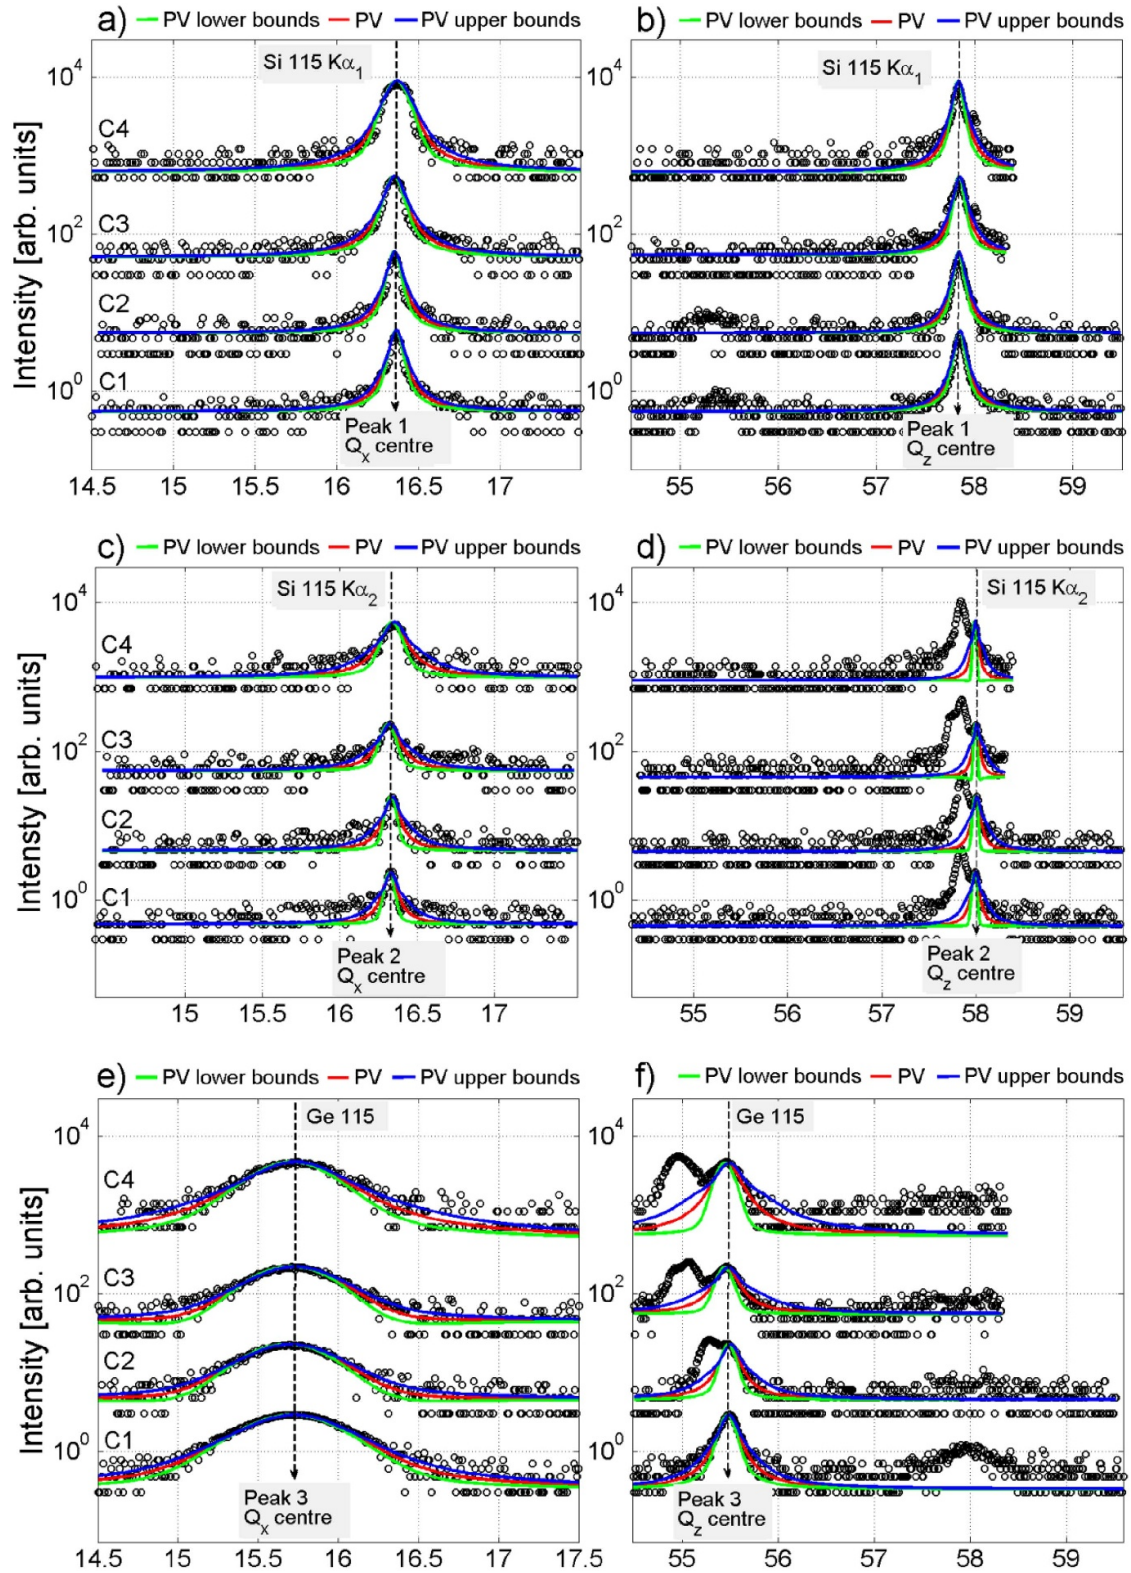 a) PV lower bounds PV PV upper bounds
b) PV lower bounds PV PV upper bounds
Si 115 Kα1
Si 115 Kα1
Intensity [arb. units]
10^4
10^2
10^0
C4
C3
C2
C1
Peak 1
Qx centre
Peak 1
Qz centre
14.5 15 15.5 16 16.5 17
55 56 57 58 59
c) PV lower bounds PV PV upper bounds
d) PV lower bounds PV PV upper bounds
Si 115 Kα2
Si 115 Kα2
Intensty [arb. units]
10^4
10^2
10^0
10^4
10^2
10^0
C4
C3
C2
C1
Peak 2
Qx centre
Peak 2
Qz centre
15 15.5 16 16.5 17
55 56 57 58 59
e) PV lower bounds PV PV upper bounds
f) PV lower bounds PV PV upper bounds
Ge 115
Ge 115
Intensity [arb. units]
10^4
10^2
10^0
10^4
10^2
10^0
C4
C3
C2
C1
Peak 3
Qx centre
Peak 3
Qz centre
14.5 15 15.5 16 16.5 17 17.5
55 56 57 58 59